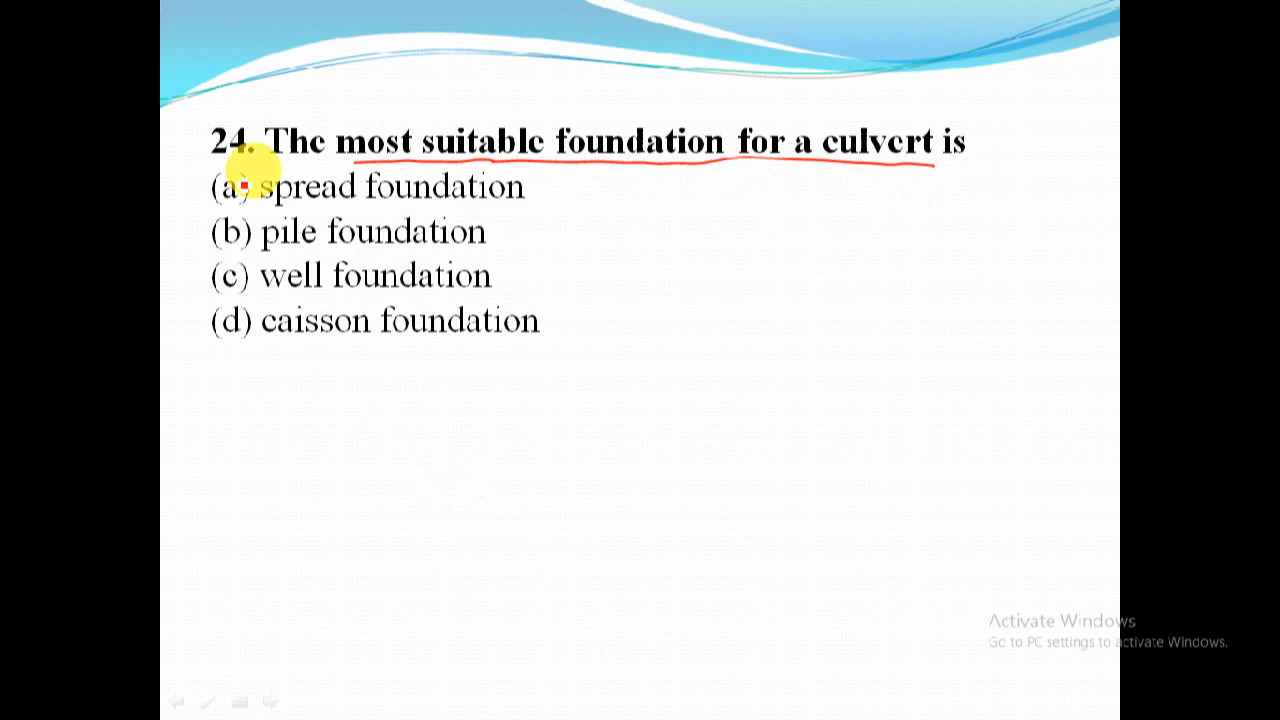 24. The most suitable foundation for a culvert is
(a) spread foundation
(b) pile foundation
(c) well foundation
(d) caisson foundation
Activate Windows
Go to PC settings to activate Windows.